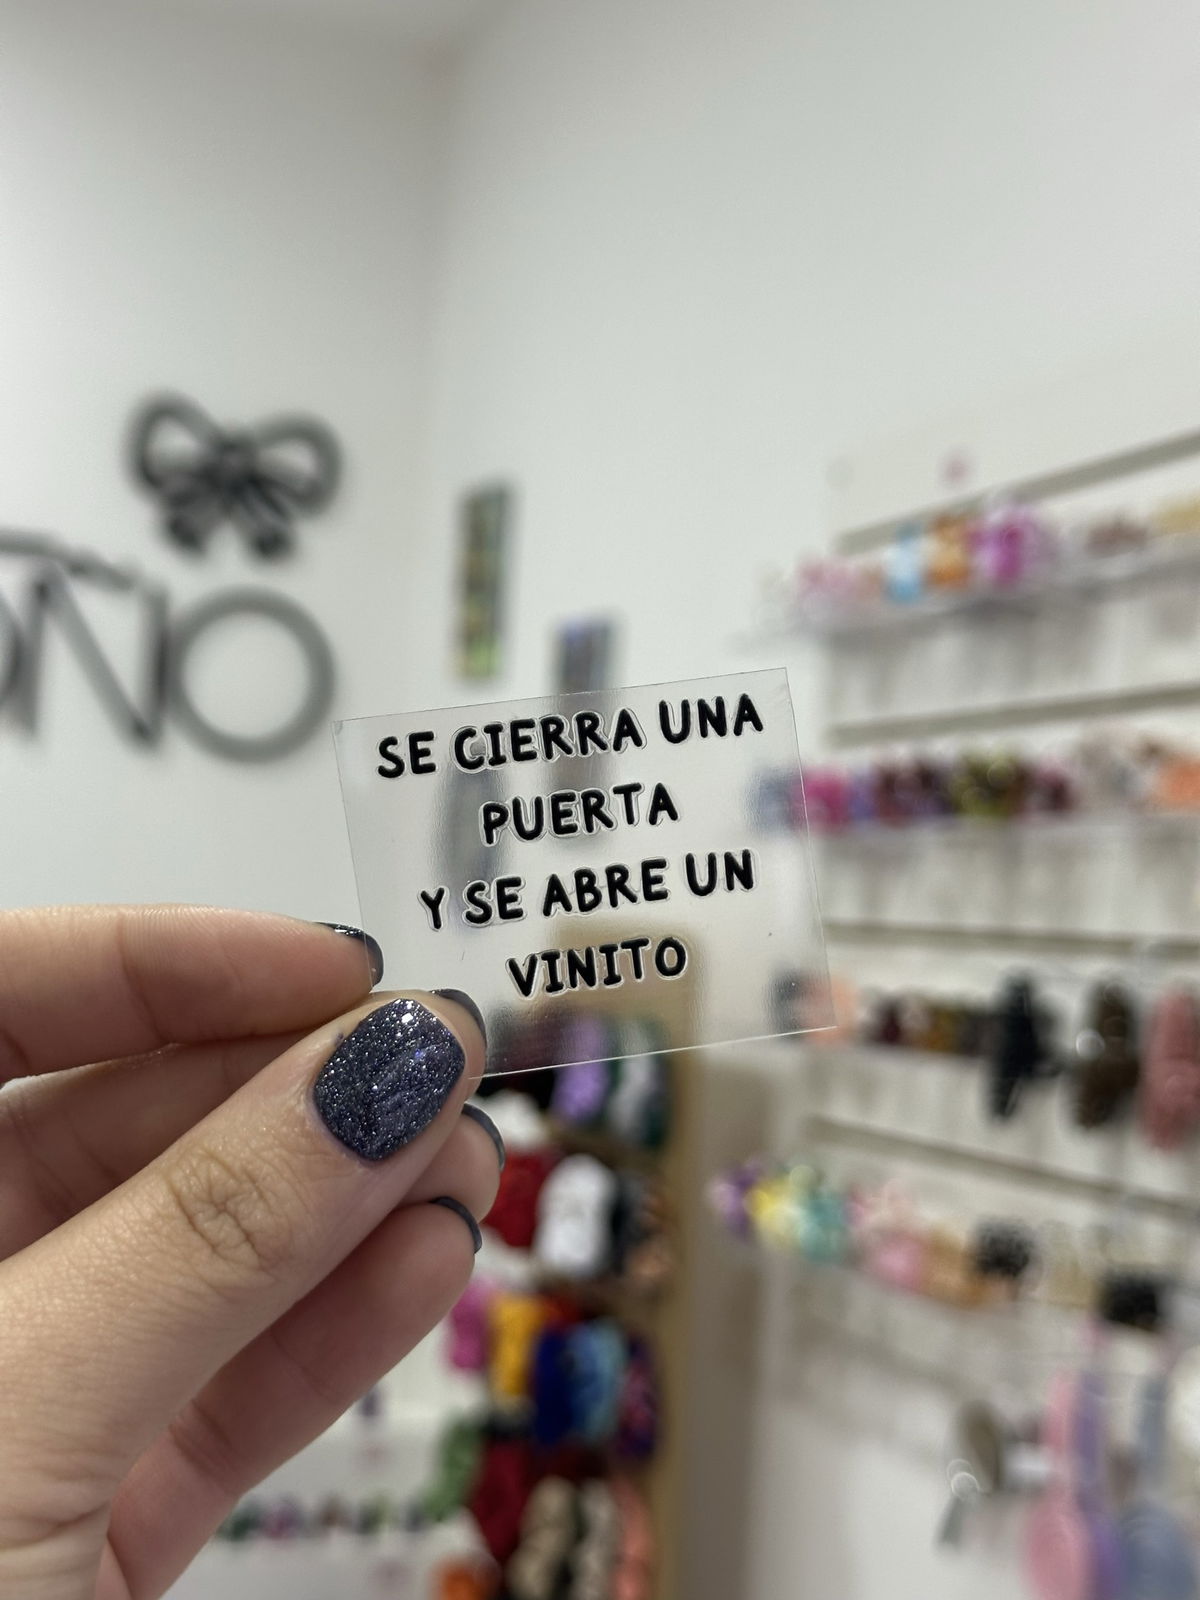 SE CIERRA UNA
PUERTA
Y SE ABRE UN
VINITO